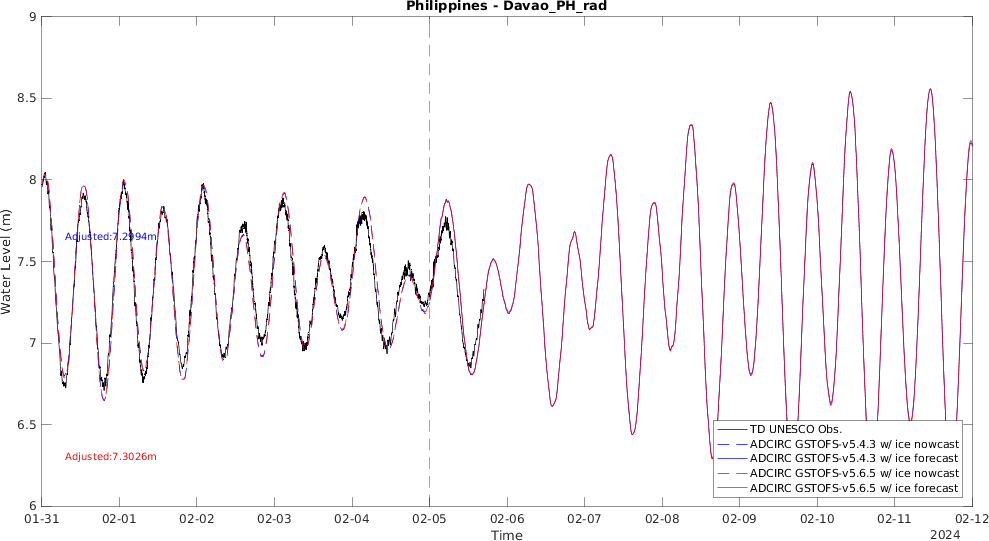 Philippines - Davao_PH_rad
9
8.5
8
7.5
7
6.5
6
Water Level (m)
Adjusted:7.2994m
Adjusted:7.3026m
TD UNESCO Obs.
ADCIRC GSTOFS-v5.4.3 w/ ice nowcast
ADCIRC GSTOFS-v5.4.3 w/ ice forecast
ADCIRC GSTOFS-v5.6.5 w/ ice nowcast
ADCIRC GSTOFS-v5.6.5 w/ ice forecast
01-31 02-01 02-02 02-03 02-04 02-05 02-06 02-07 02-08 02-09 02-10 02-11 02-12
Time
2024